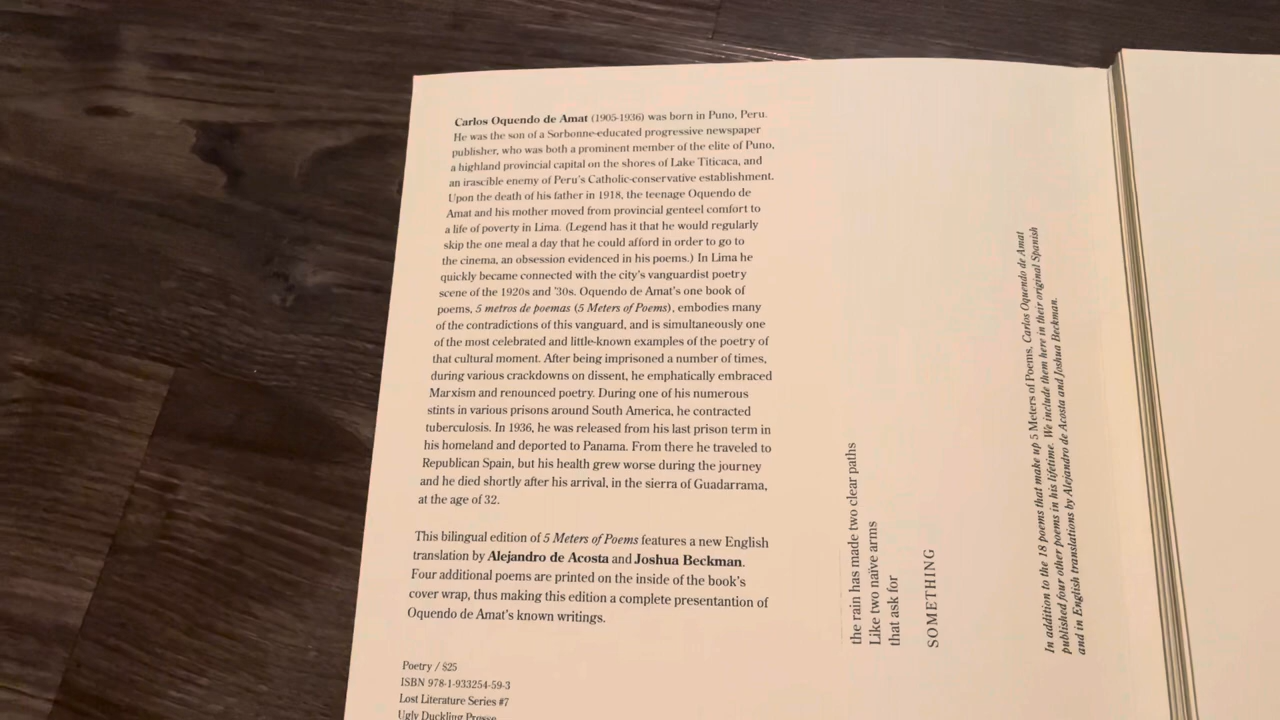 Carlos Oquendo de Amat (1905-1936) was born in Puno, Peru.
He was the son of a Sorbonne-educated progressive newspaper
publisher, who was both a prominent member of the elite of Puno,
a highland provincial capital on the shores of Lake Titicaca, and
an irascible enemy of Peru's Catholic-conservative establishment.
Upon the death of his father in 1918, the teenage Oquendo de
Amat and his mother moved from provincial genteel comfort to
a life of poverty in Lima. (Legend has it that he would regularly
skip the one meal a day that he could afford in order to go to
the cinema, an obsession evidenced in his poems.) In Lima he
quickly became connected with the city's vanguardist poetry
scene of the 1920s and '30s. Oquendo de Amat's one book of
poems, 5 metros de poemas (5 Meters of Poems), embodies many
of the contradictions of this vanguard, and is simultaneously one
of the most celebrated and little-known examples of the poetry of
that cultural moment. After being imprisoned a number of times,
during various crackdowns on dissent, he emphatically embraced
Marxism and renounced poetry. During one of his numerous
stints in various prisons around South America, he contracted
tuberculosis. In 1936, he was released from his last prison term in
his homeland and deported to Panama. From there he traveled to
Republican Spain, but his health grew worse during the journey
and he died shortly after his arrival, in the sierra of Guadarrama,
at the age of 32.
This bilingual edition of 5 Meters of Poems features a new English
translation by Alejandro de Acosta and Joshua Beckman.
Four additional poems are printed on the inside of the book's
cover wrap, thus making this edition a complete presentantion of
Oquendo de Amat's known writings.
Poetry / $25
ISBN 978-1-933254-59-3
Lost Literature Series #7
Ugly Duckling Presse
the rain has made two clear paths
Like two naïve arms
that ask for
SOMETHING
In addition to the 18 poems that make up 5 Meters of Poems, Carlos Oquendo de Amat
published four other poems in his lifetime. We include them here in their original Spanish
and in English translations by Alejandro de Acosta and Joshua Beckman.